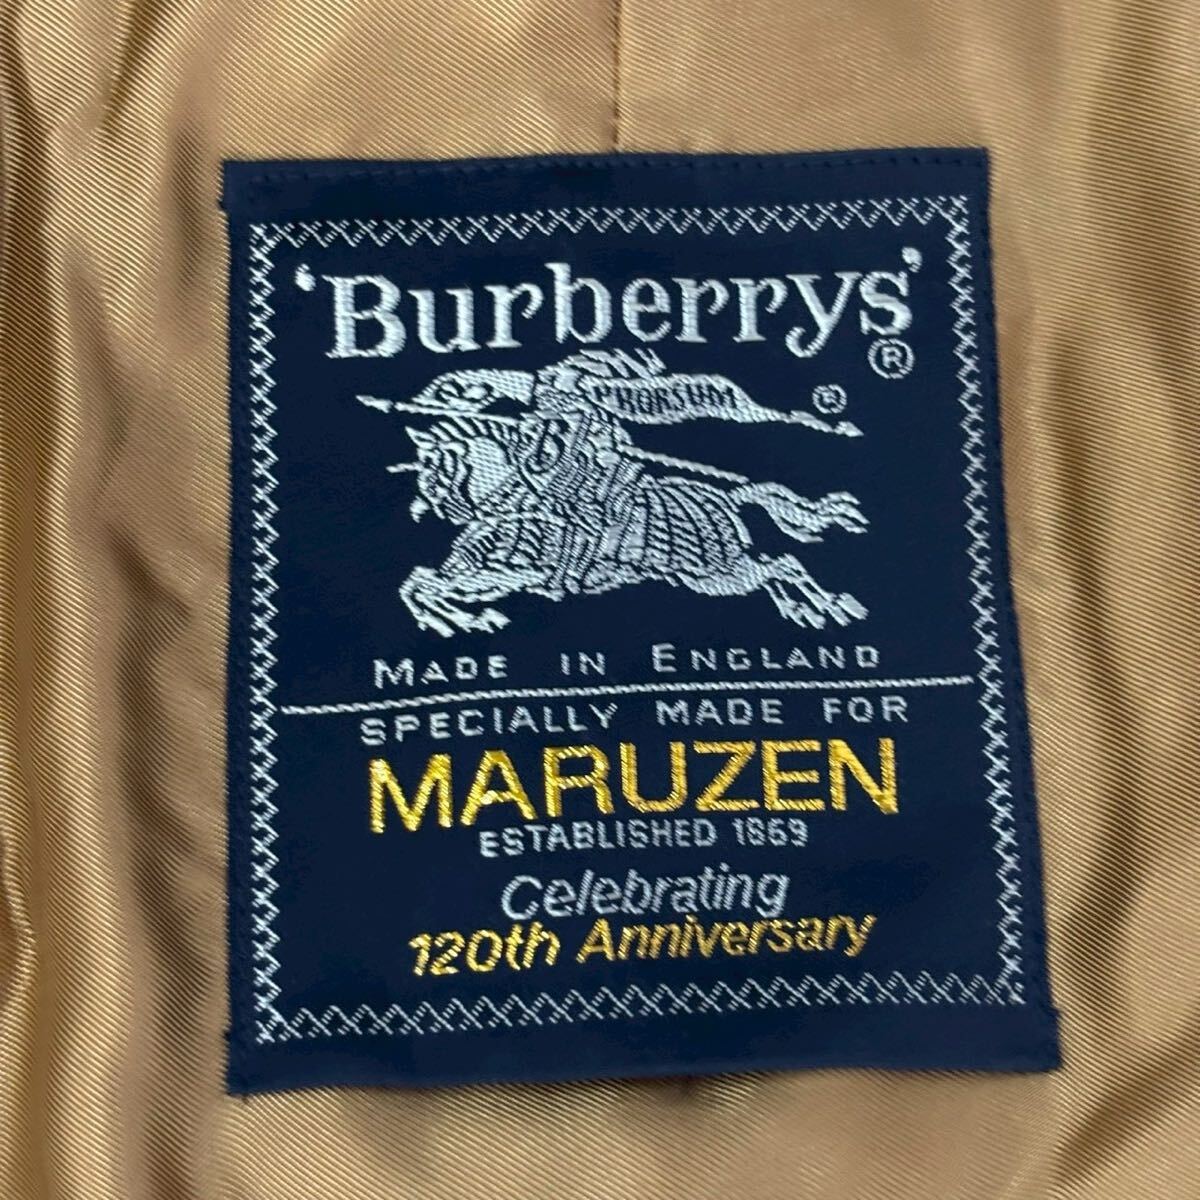 'Burberrys'
®
PRORSUM
MADE IN ENGLAND
SPECIALLY MADE FOR
MARUZEN
ESTABLISHED 1869
Celebrating
120th Anniversary